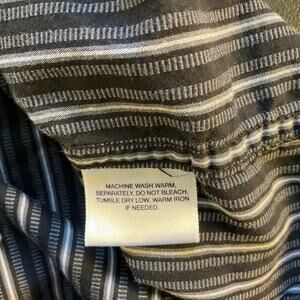 MACHINE WASH WARM,
SEPARATELY, DO NOT BLEACH,
TUMBLE DRY LOW, WARM IRON
IF NEEDED.